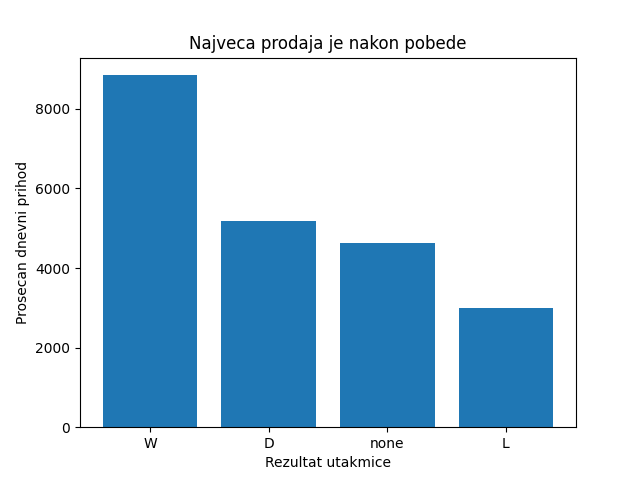 Najveca prodaja je nakon pobede
Prosecan dnevni prihod
8000
6000
4000
2000
0
W D none L
Rezultat utakmice